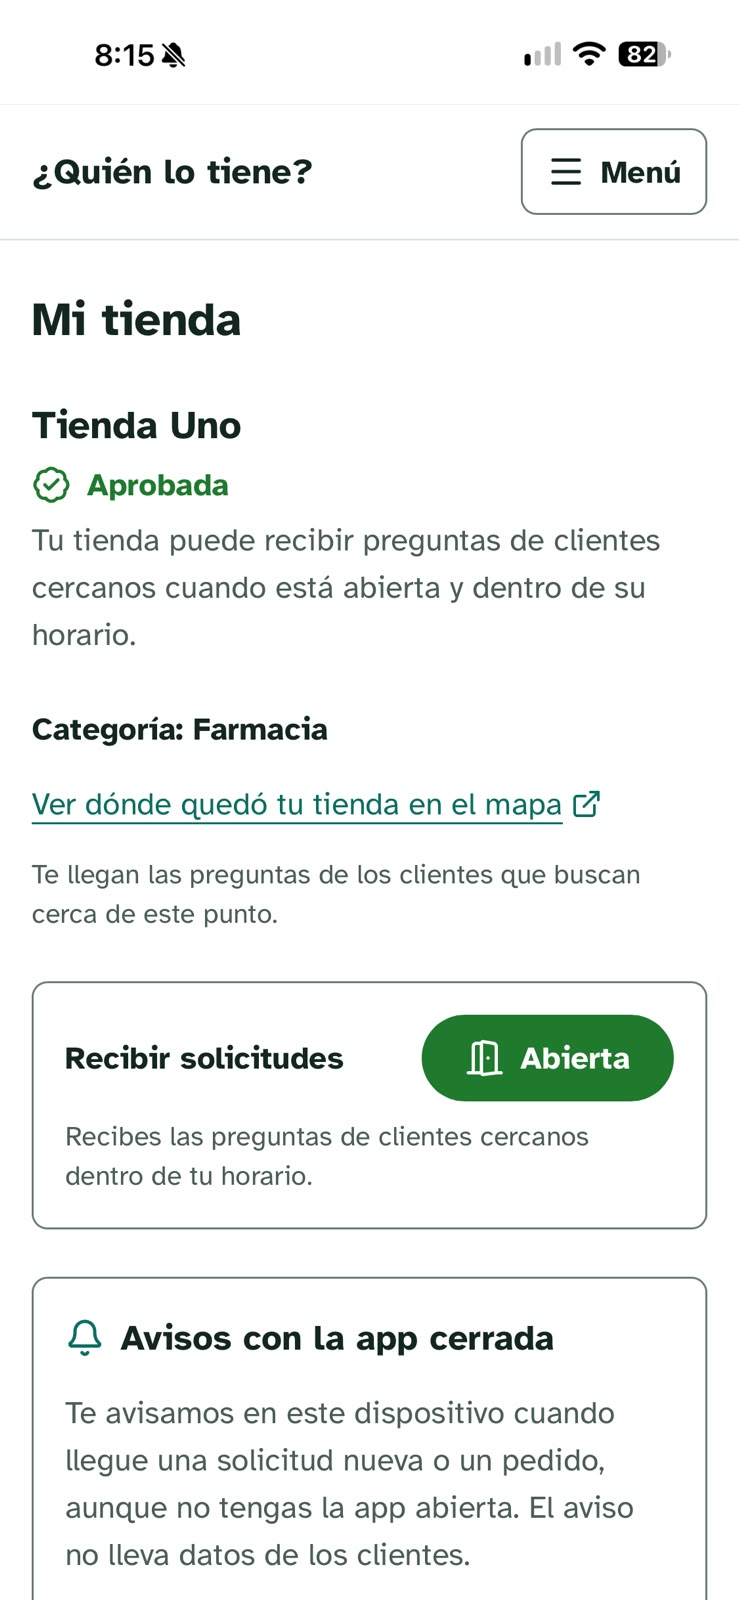 8:15
82
¿Quién lo tiene?
Menú
Mi tienda
Tienda Uno
Aprobada
Tu tienda puede recibir preguntas de clientes
cercanos cuando está abierta y dentro de su
horario.
Categoría: Farmacia
Ver dónde quedó tu tienda en el mapa
Te llegan las preguntas de los clientes que buscan
cerca de este punto.
Recibir solicitudes
Abierta
Recibes las preguntas de clientes cercanos
dentro de tu horario.
Avisos con la app cerrada
Te avisamos en este dispositivo cuando
llegue una solicitud nueva o un pedido,
aunque no tengas la app abierta. El aviso
no lleva datos de los clientes.